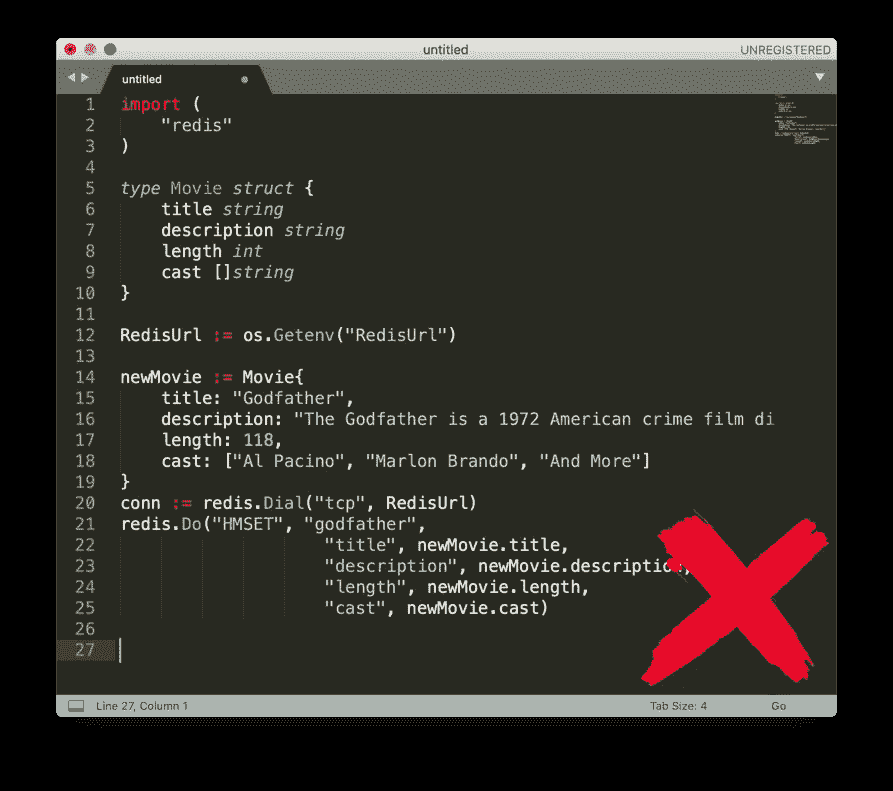 untitled
UNREGISTERED
untitled
1 import (
2 "redis"
3 )
4
5 type Movie struct {
6 title string
7 description string
8 length int
9 cast []string
10 }
11
12 RedisUrl := os.Getenv("RedisUrl")
13
14 newMovie := Movie{
15 title: "Godfather",
16 description: "The Godfather is a 1972 American crime film di
17 length: 118,
18 cast: ["Al Pacino", "Marlon Brando", "And More"]
19 }
20 conn := redis.Dial("tcp", RedisUrl)
21 redis.Do("HMSET", "godfather",
22 "title", newMovie.title,
23 "description", newMovie.description,
24 "length", newMovie.length,
25 "cast", newMovie.cast)
26
27
Line 27, Column 1
Tab Size: 4
Go